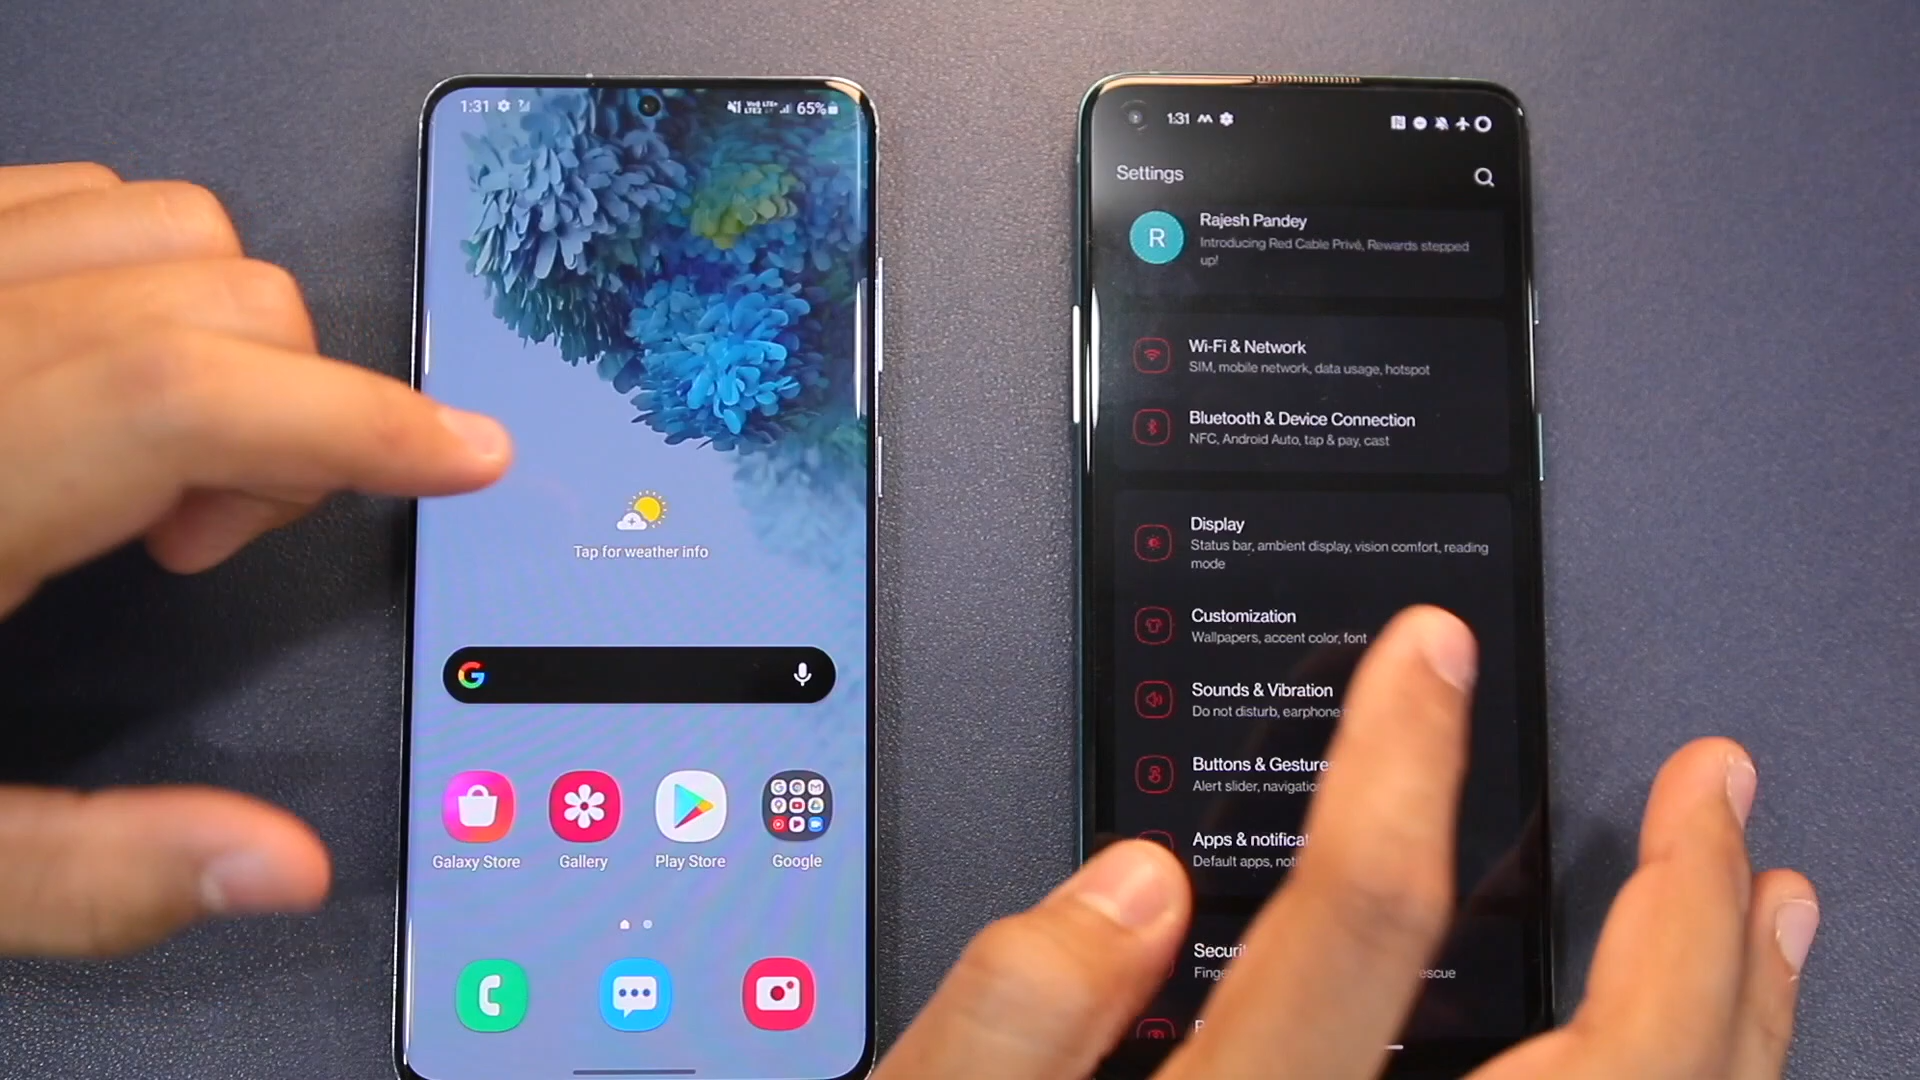 1:31
65%
Tap for weather info
Galaxy Store
Gallery
Play Store
Google
1:31
Settings
R
Rajesh Pandey
Introducing Red Cable Privé, Rewards stepped
up!
Wi-Fi & Network
SIM, mobile network, data usage, hotspot
Bluetooth & Device Connection
NFC, Android Auto, tap & pay, cast
Display
Status bar, ambient display, vision comfort, reading
mode
Customization
Wallpapers, accent color, font
Sounds & Vibration
Do not disturb, earphone
Buttons & Gesture
Alert slider, navigatio
Apps & notificat
Default apps, noti
Securi
Finge escue
P